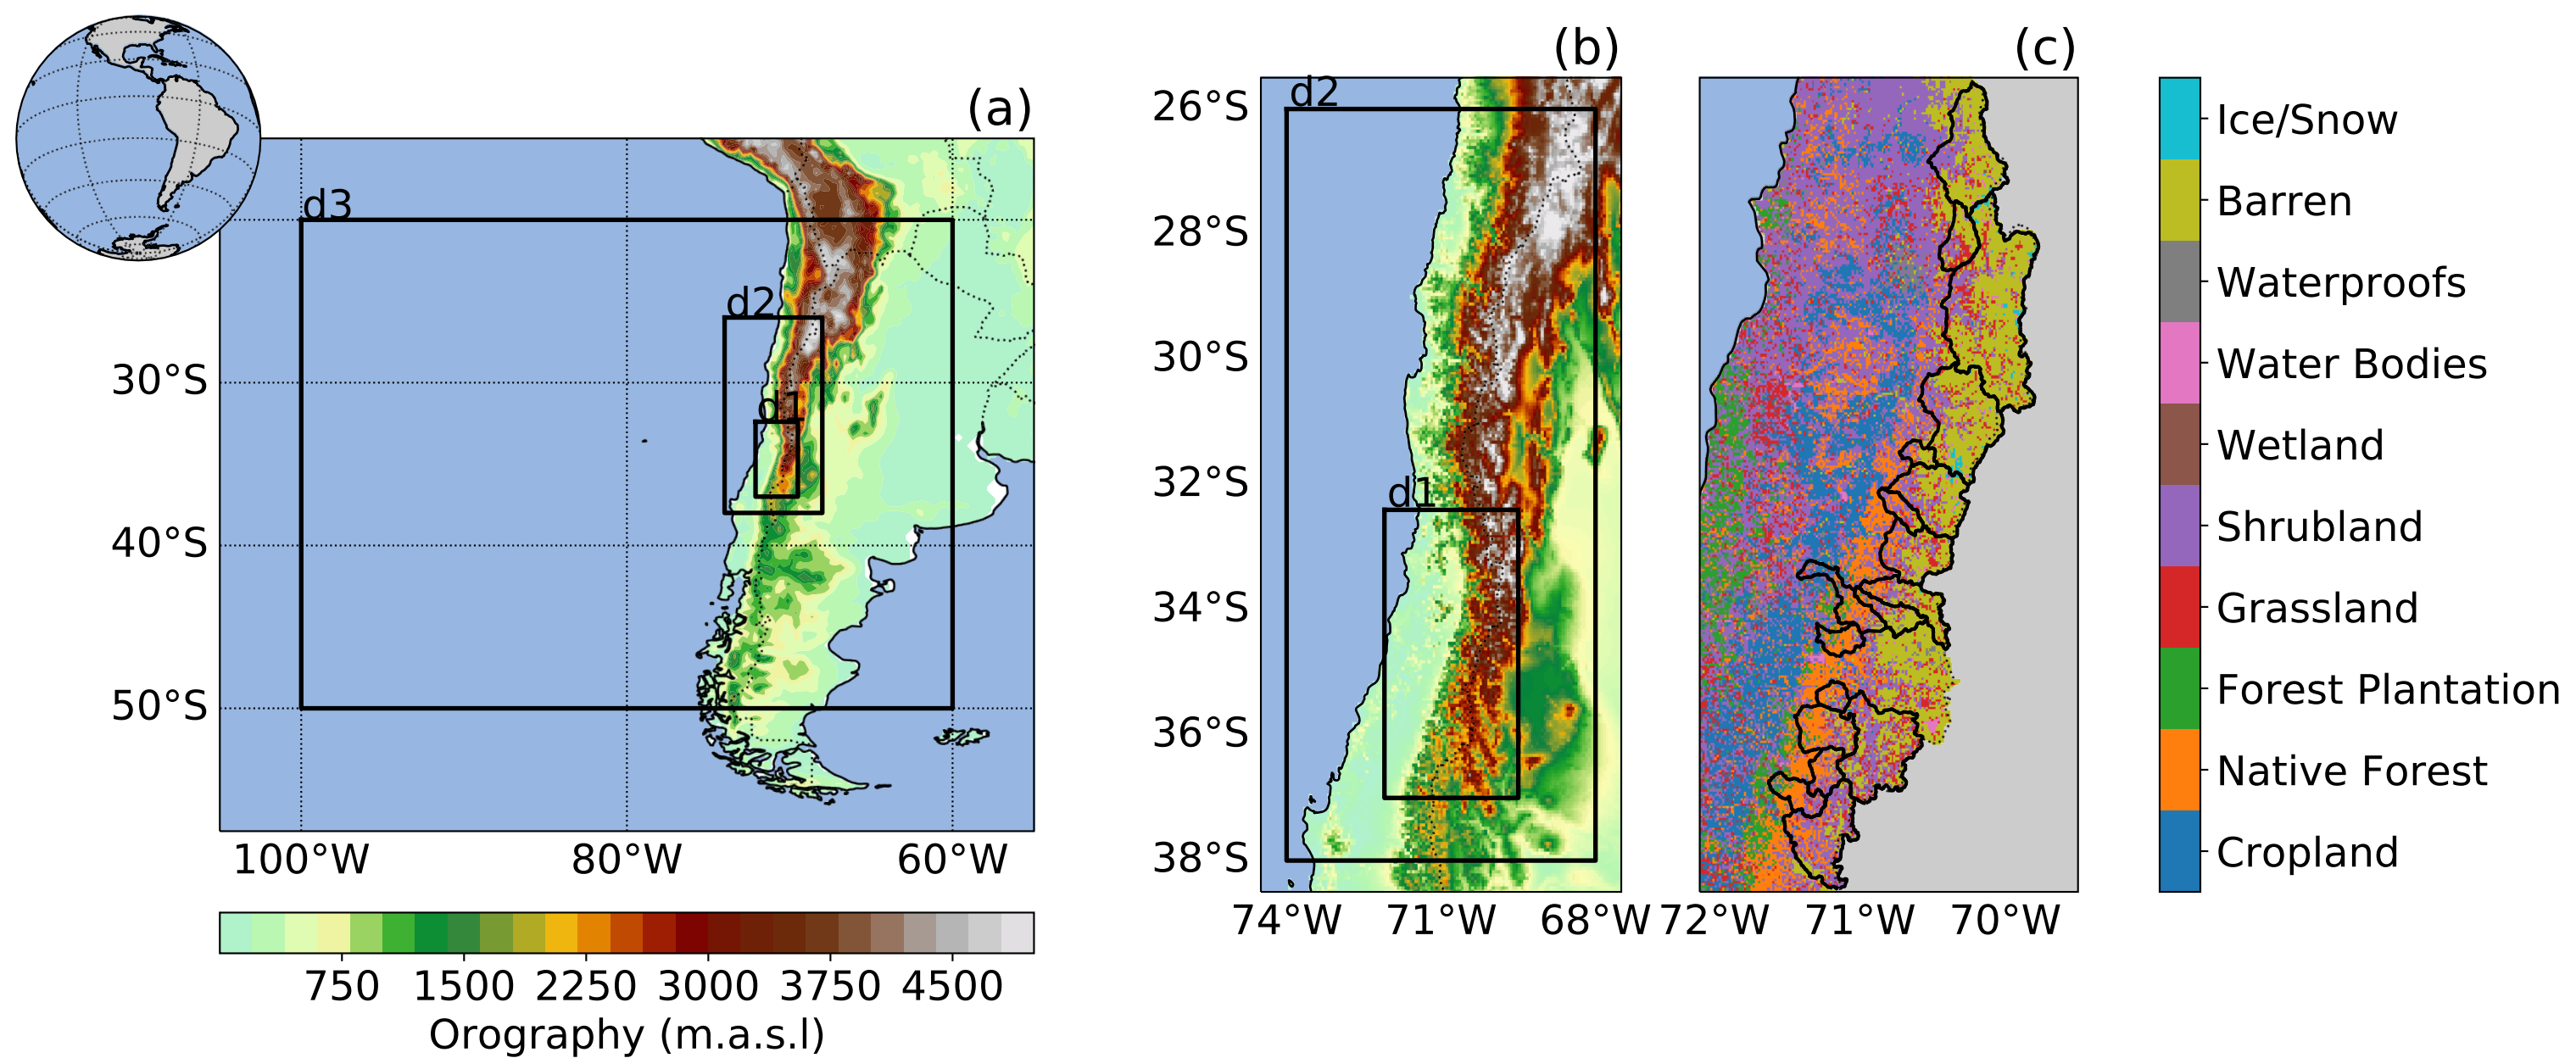 (a)
d3
d2
d1
30°S
40°S
50°S
100°W 80°W 60°W
750 1500 2250 3000 3750 4500
Orography (m.a.s.l)
(b)
d2
d1
26°S
28°S
30°S
32°S
34°S
36°S
38°S
74°W 71°W 68°W
(c)
72°W 71°W 70°W
Ice/Snow
Barren
Waterproofs
Water Bodies
Wetland
Shrubland
Grassland
Forest Plantation
Native Forest
Cropland